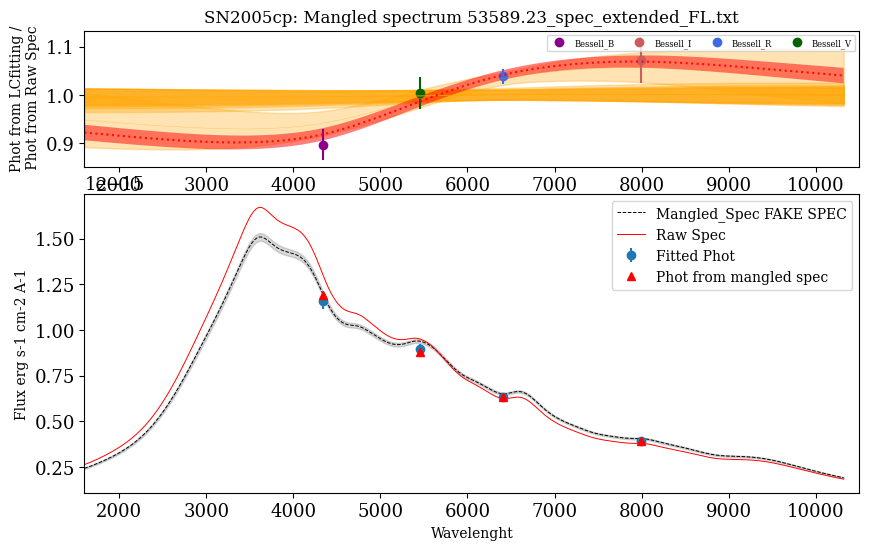 SN2005cp: Mangled spectrum 53589.23_spec_extended_FL.txt
Phot from LCfitting /
Phot from Raw Spec
1.1
1.0
0.9
Bessell_B
Bessell_I
Bessell_R
Bessell_V
2000 3000 4000 5000 6000 7000 8000 9000 10000
1e−15
Flux erg s-1 cm-2 A-1
1.50
1.25
1.00
0.75
0.50
0.25
Mangled_Spec FAKE SPEC
Raw Spec
Fitted Phot
Phot from mangled spec
2000 3000 4000 5000 6000 7000 8000 9000 10000
Wavelenght